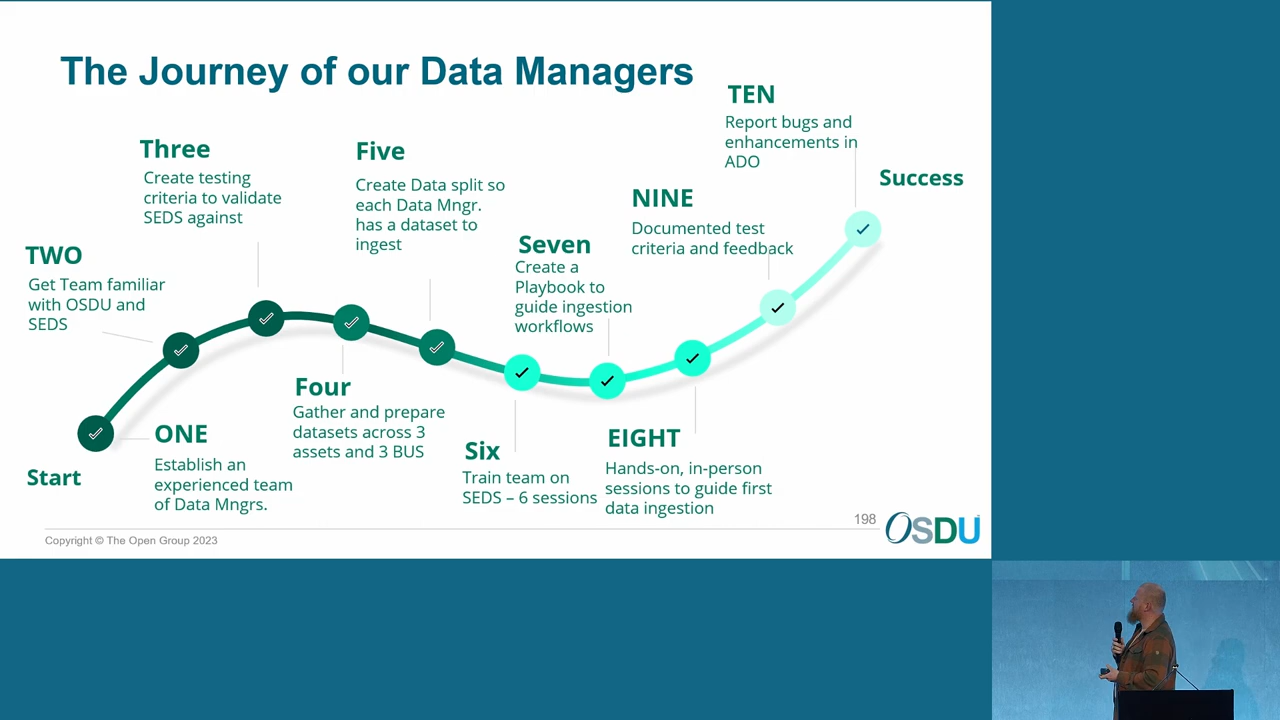 The Journey of our Data Managers
Start
ONE
Establish an
experienced team
of Data Mngrs.
TWO
Get Team familiar
with OSDU and
SEDS
Three
Create testing
criteria to validate
SEDS against
Four
Gather and prepare
datasets across 3
assets and 3 BUS
Five
Create Data split so
each Data Mngr.
has a dataset to
ingest
Six
Train team on
SEDS – 6 sessions
Seven
Create a
Playbook to
guide ingestion
workflows
EIGHT
Hands-on, in-person
sessions to guide first
data ingestion
NINE
Documented test
criteria and feedback
TEN
Report bugs and
enhancements in
ADO
Success
198
OSDU
Copyright © The Open Group 2023